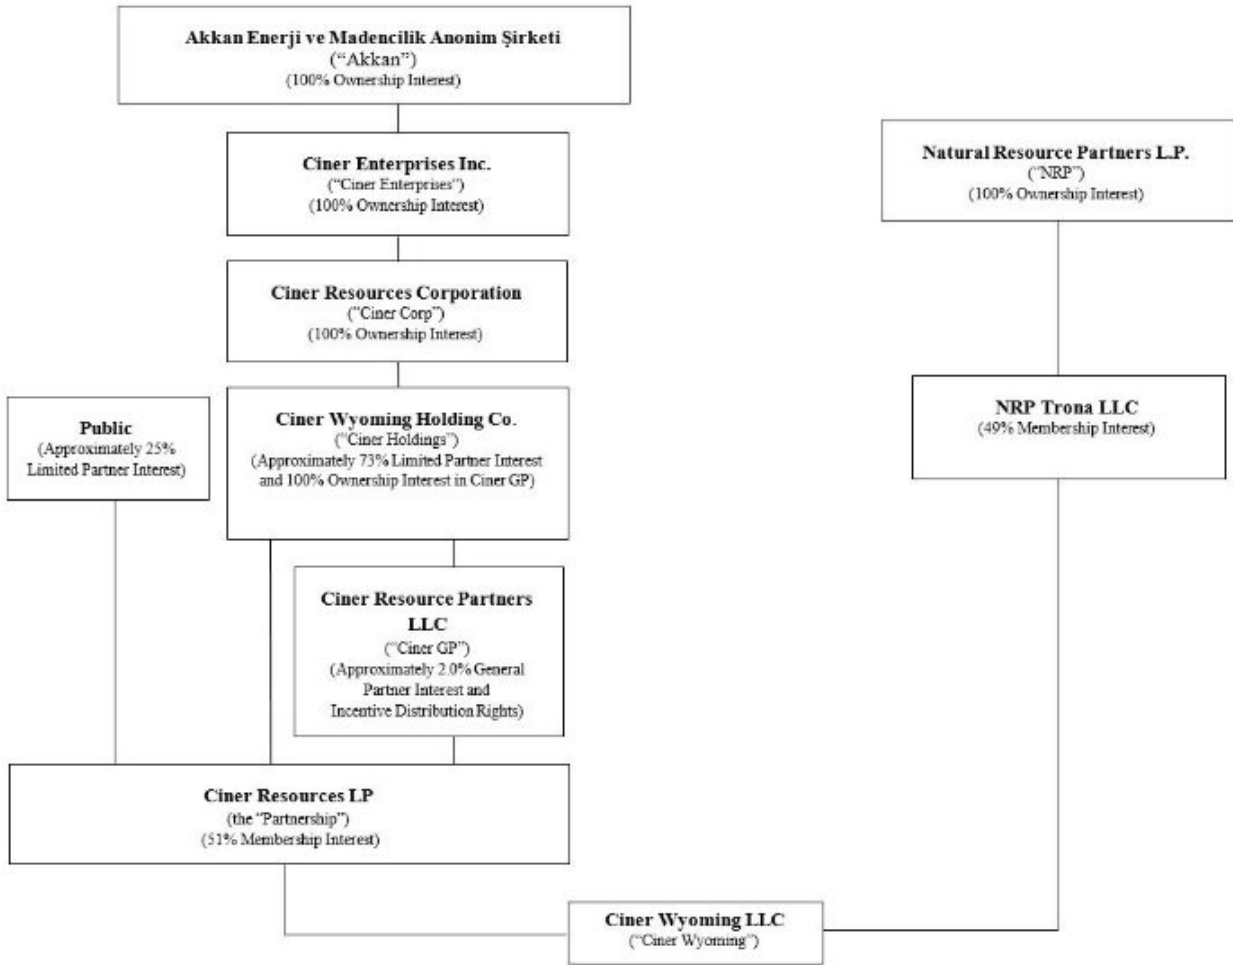 Akkan Enerji ve Madencilik Anonim Şirketi
(“Akkan”)
(100% Ownership Interest)
Ciner Enterprises Inc.
(“Ciner Enterprises”)
(100% Ownership Interest)
Natural Resource Partners L.P.
(“NRP”)
(100% Ownership Interest)
Ciner Resources Corporation
(“Ciner Corp”)
(100% Ownership Interest)
Public
(Approximately 25%
Limited Partner Interest)
Ciner Wyoming Holding Co.
(“Ciner Holdings”)
(Approximately 73% Limited Partner Interest
and 100% Ownership Interest in Ciner GP)
NRP Trona LLC
(49% Membership Interest)
Ciner Resource Partners
LLC
(“Ciner GP”)
(Approximately 2.0% General
Partner Interest and
Incentive Distribution Rights)
Ciner Resources LP
(the “Partnership”)
(51% Membership Interest)
Ciner Wyoming LLC
(“Ciner Wyoming”)